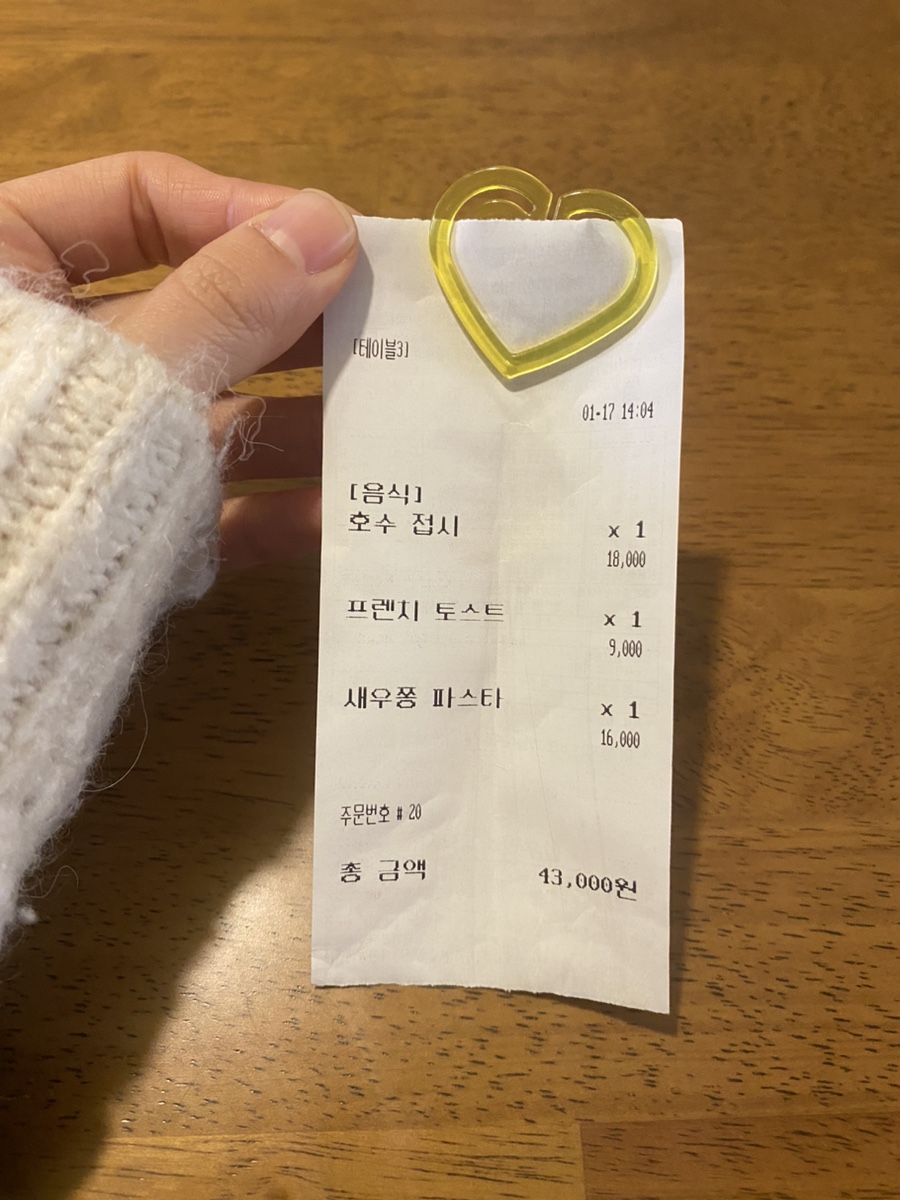 [테이블3]
01-17 14:04
[음식]
호수 접시 x 1
18,000
프렌치 토스트 x 1
9,000
새우쫑 파스타 x 1
16,000
주문번호 # 20
총 금액 43,000원